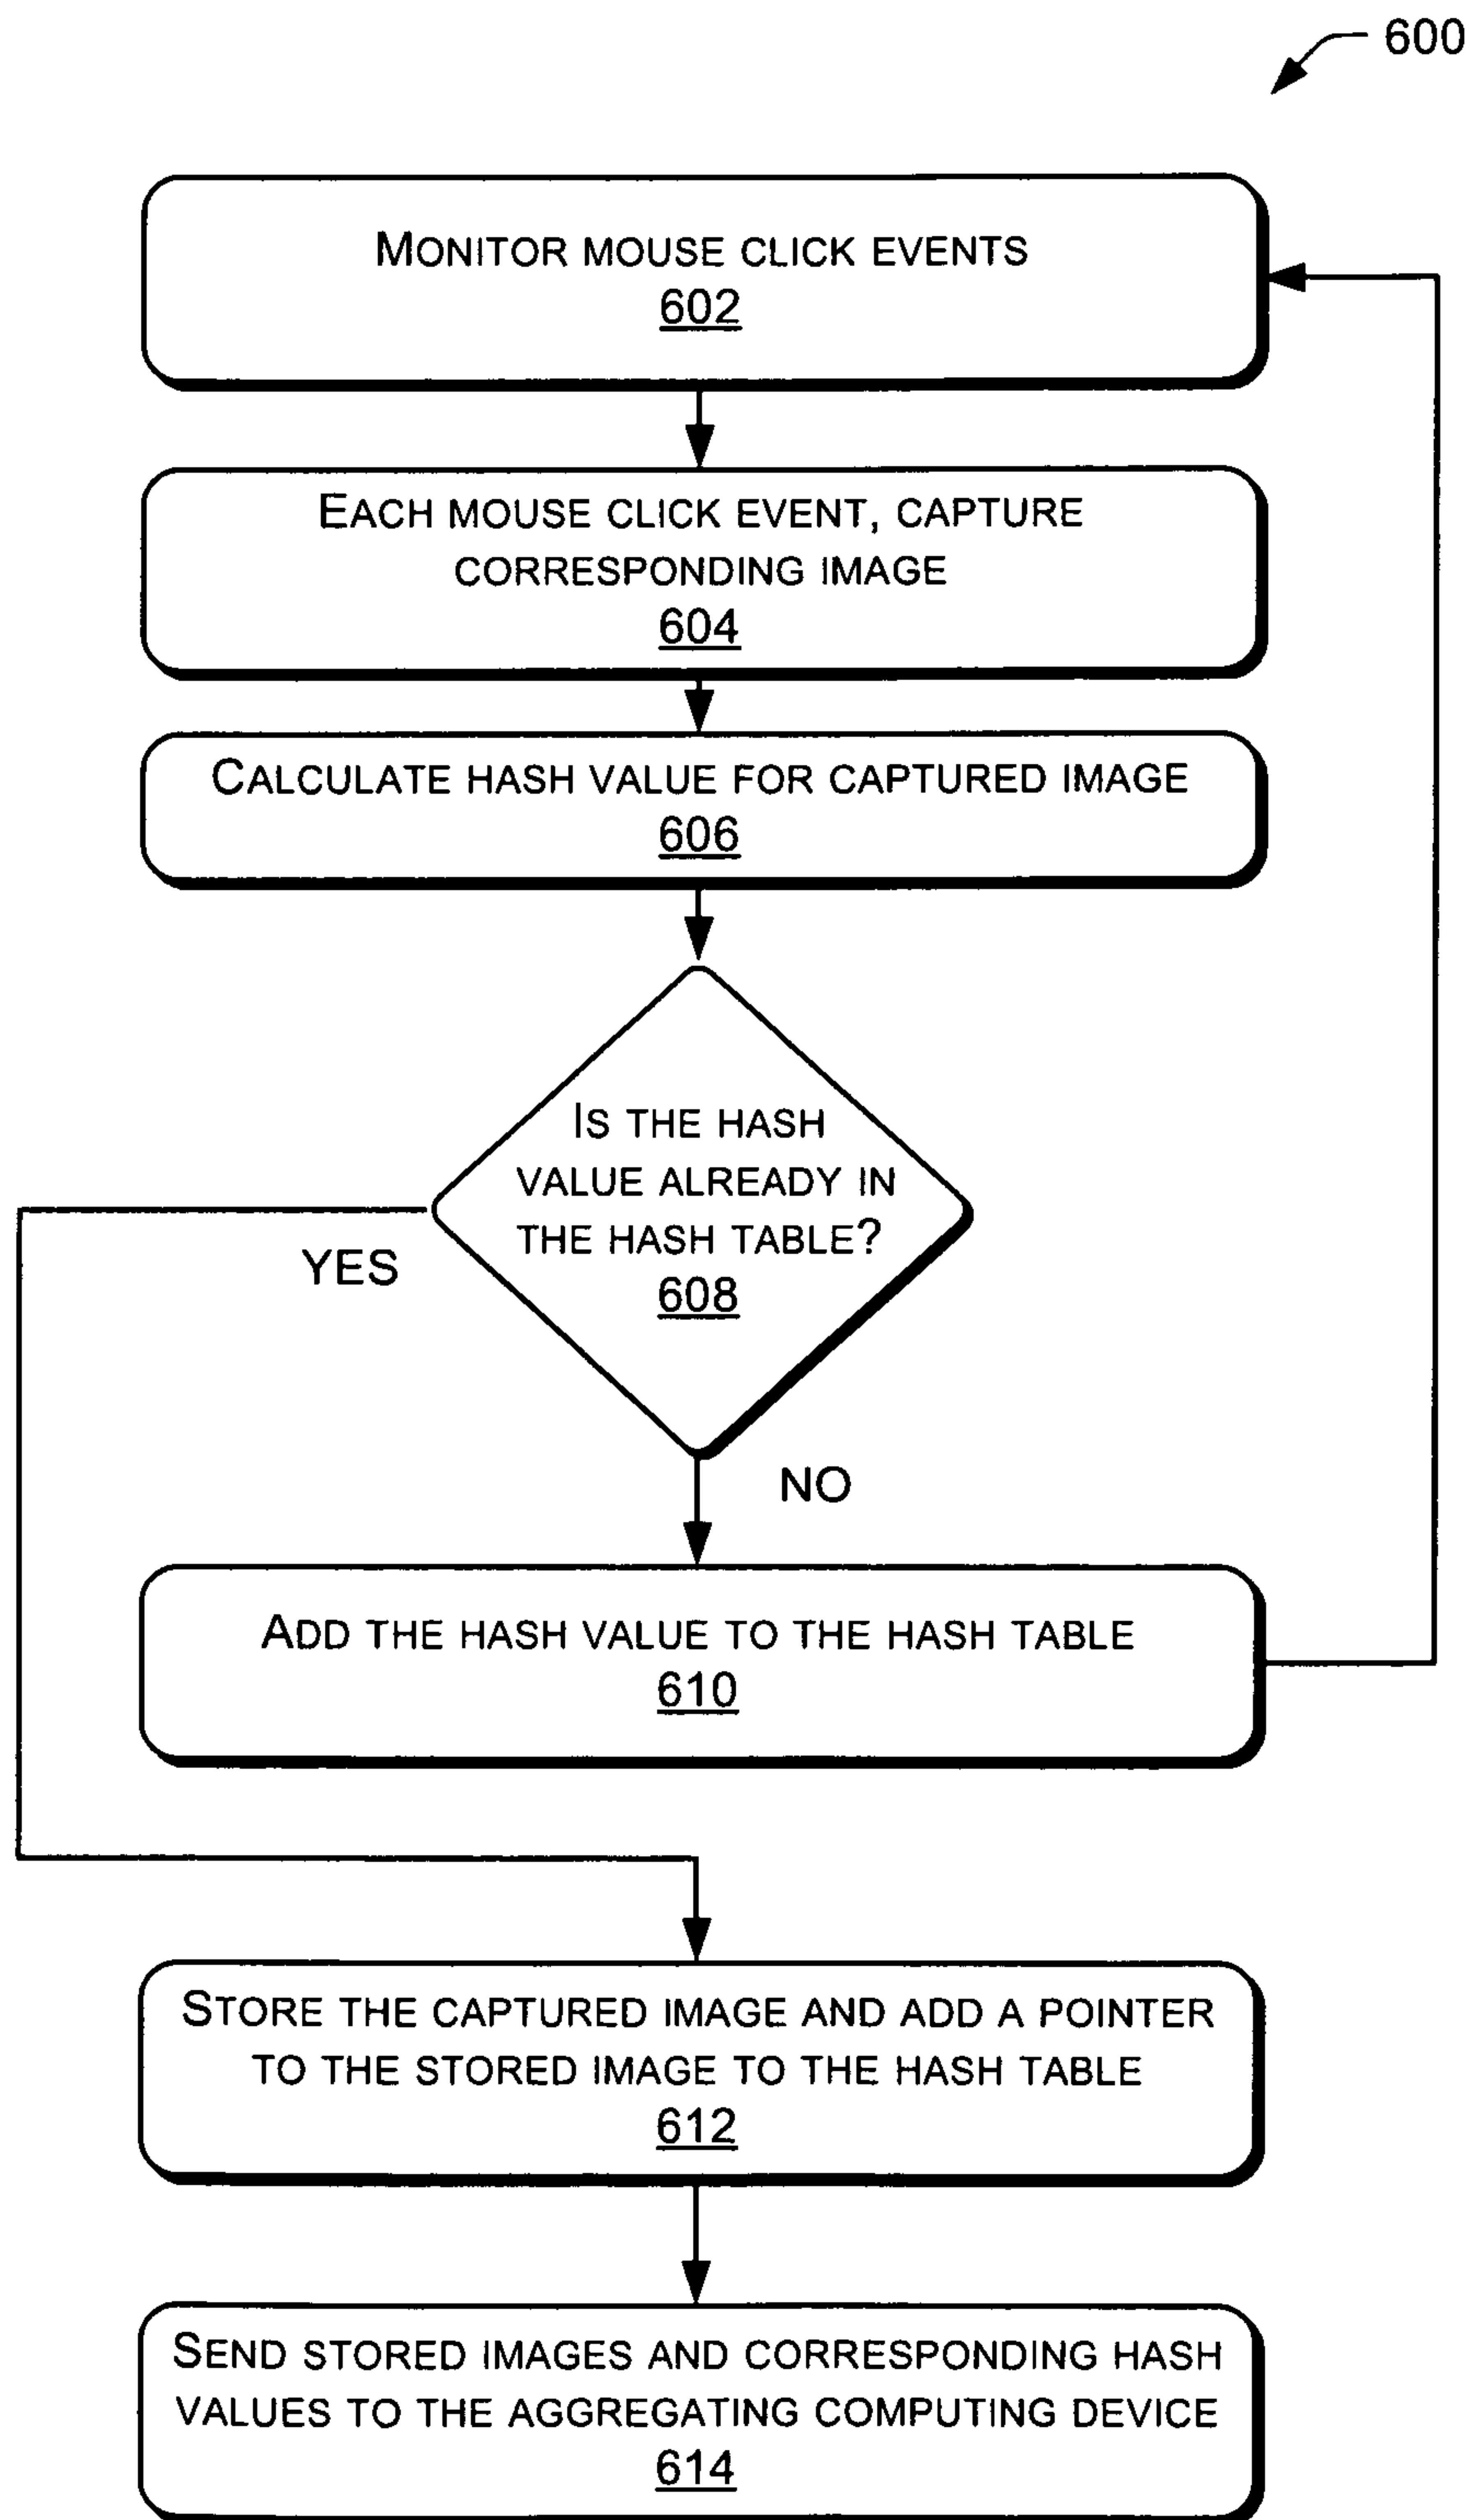 600
MONITOR MOUSE CLICK EVENTS
602
EACH MOUSE CLICK EVENT, CAPTURE
CORRESPONDING IMAGE
604
CALCULATE HASH VALUE FOR CAPTURED IMAGE
606
IS THE HASH
VALUE ALREADY IN
THE HASH TABLE?
608
YES
NO
ADD THE HASH VALUE TO THE HASH TABLE
610
STORE THE CAPTURED IMAGE AND ADD A POINTER
TO THE STORED IMAGE TO THE HASH TABLE
612
SEND STORED IMAGES AND CORRESPONDING HASH
VALUES TO THE AGGREGATING COMPUTING DEVICE
614